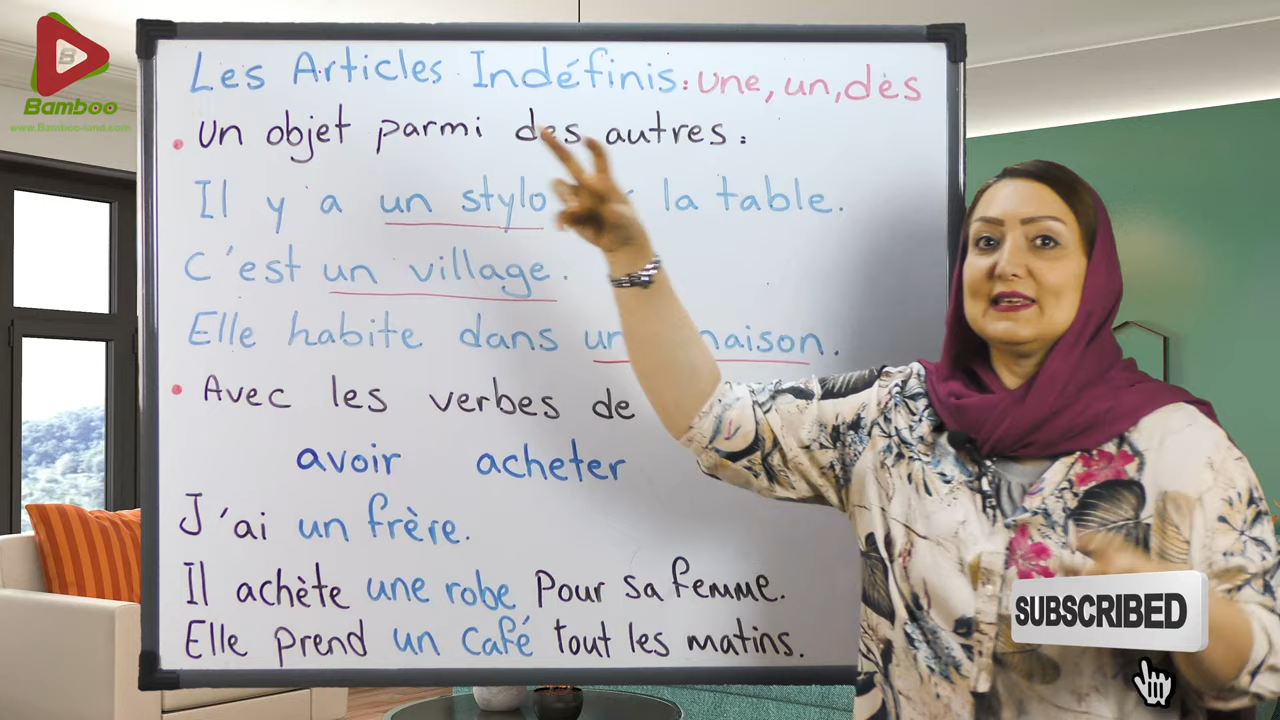 Les Articles Indéfinis: une, un, des
un objet parmi des autres:
Il y a un stylo la table.
C'est un village.
Elle habite dans maison.
Avec les verbes de
avoir acheter
J'ai un frère.
Il achète une robe pour sa femme.
Elle prend un café tout les matins.
B
Bamboo
www.Bamboo-land.com
SUBSCRIBED